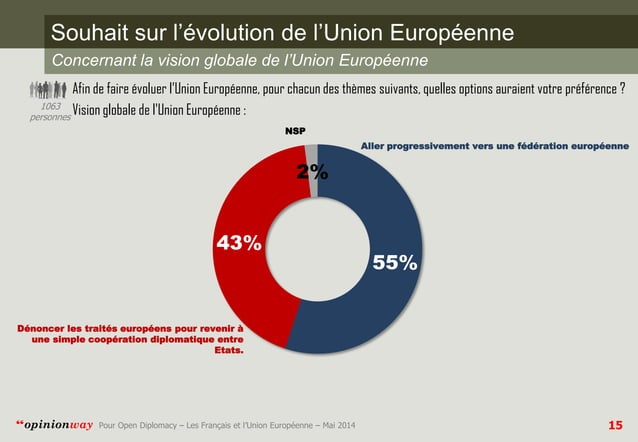 Souhait sur l’évolution de l’Union Européenne
Concernant la vision globale de l’Union Européenne
1063
personnes
Afin de faire évoluer l'Union Européenne, pour chacun des thèmes suivants, quelles options auraient votre préférence ?
Vision globale de l'Union Européenne :
NSP
Aller progressivement vers une fédération européenne
2%
43%
55%
Dénoncer les traités européens pour revenir à
une simple coopération diplomatique entre
Etats.
“opinionway Pour Open Diplomacy – Les Français et l’Union Européenne – Mai 2014 15